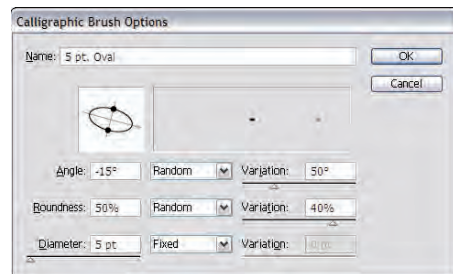 Calligraphic Brush Options
Name: 5 pt. Oval
OK
Cancel
Angle: -15° Random Variation: 50°
Roundness: 50% Random Variation: 40%
Diameter: 5 pt Fixed Variation: